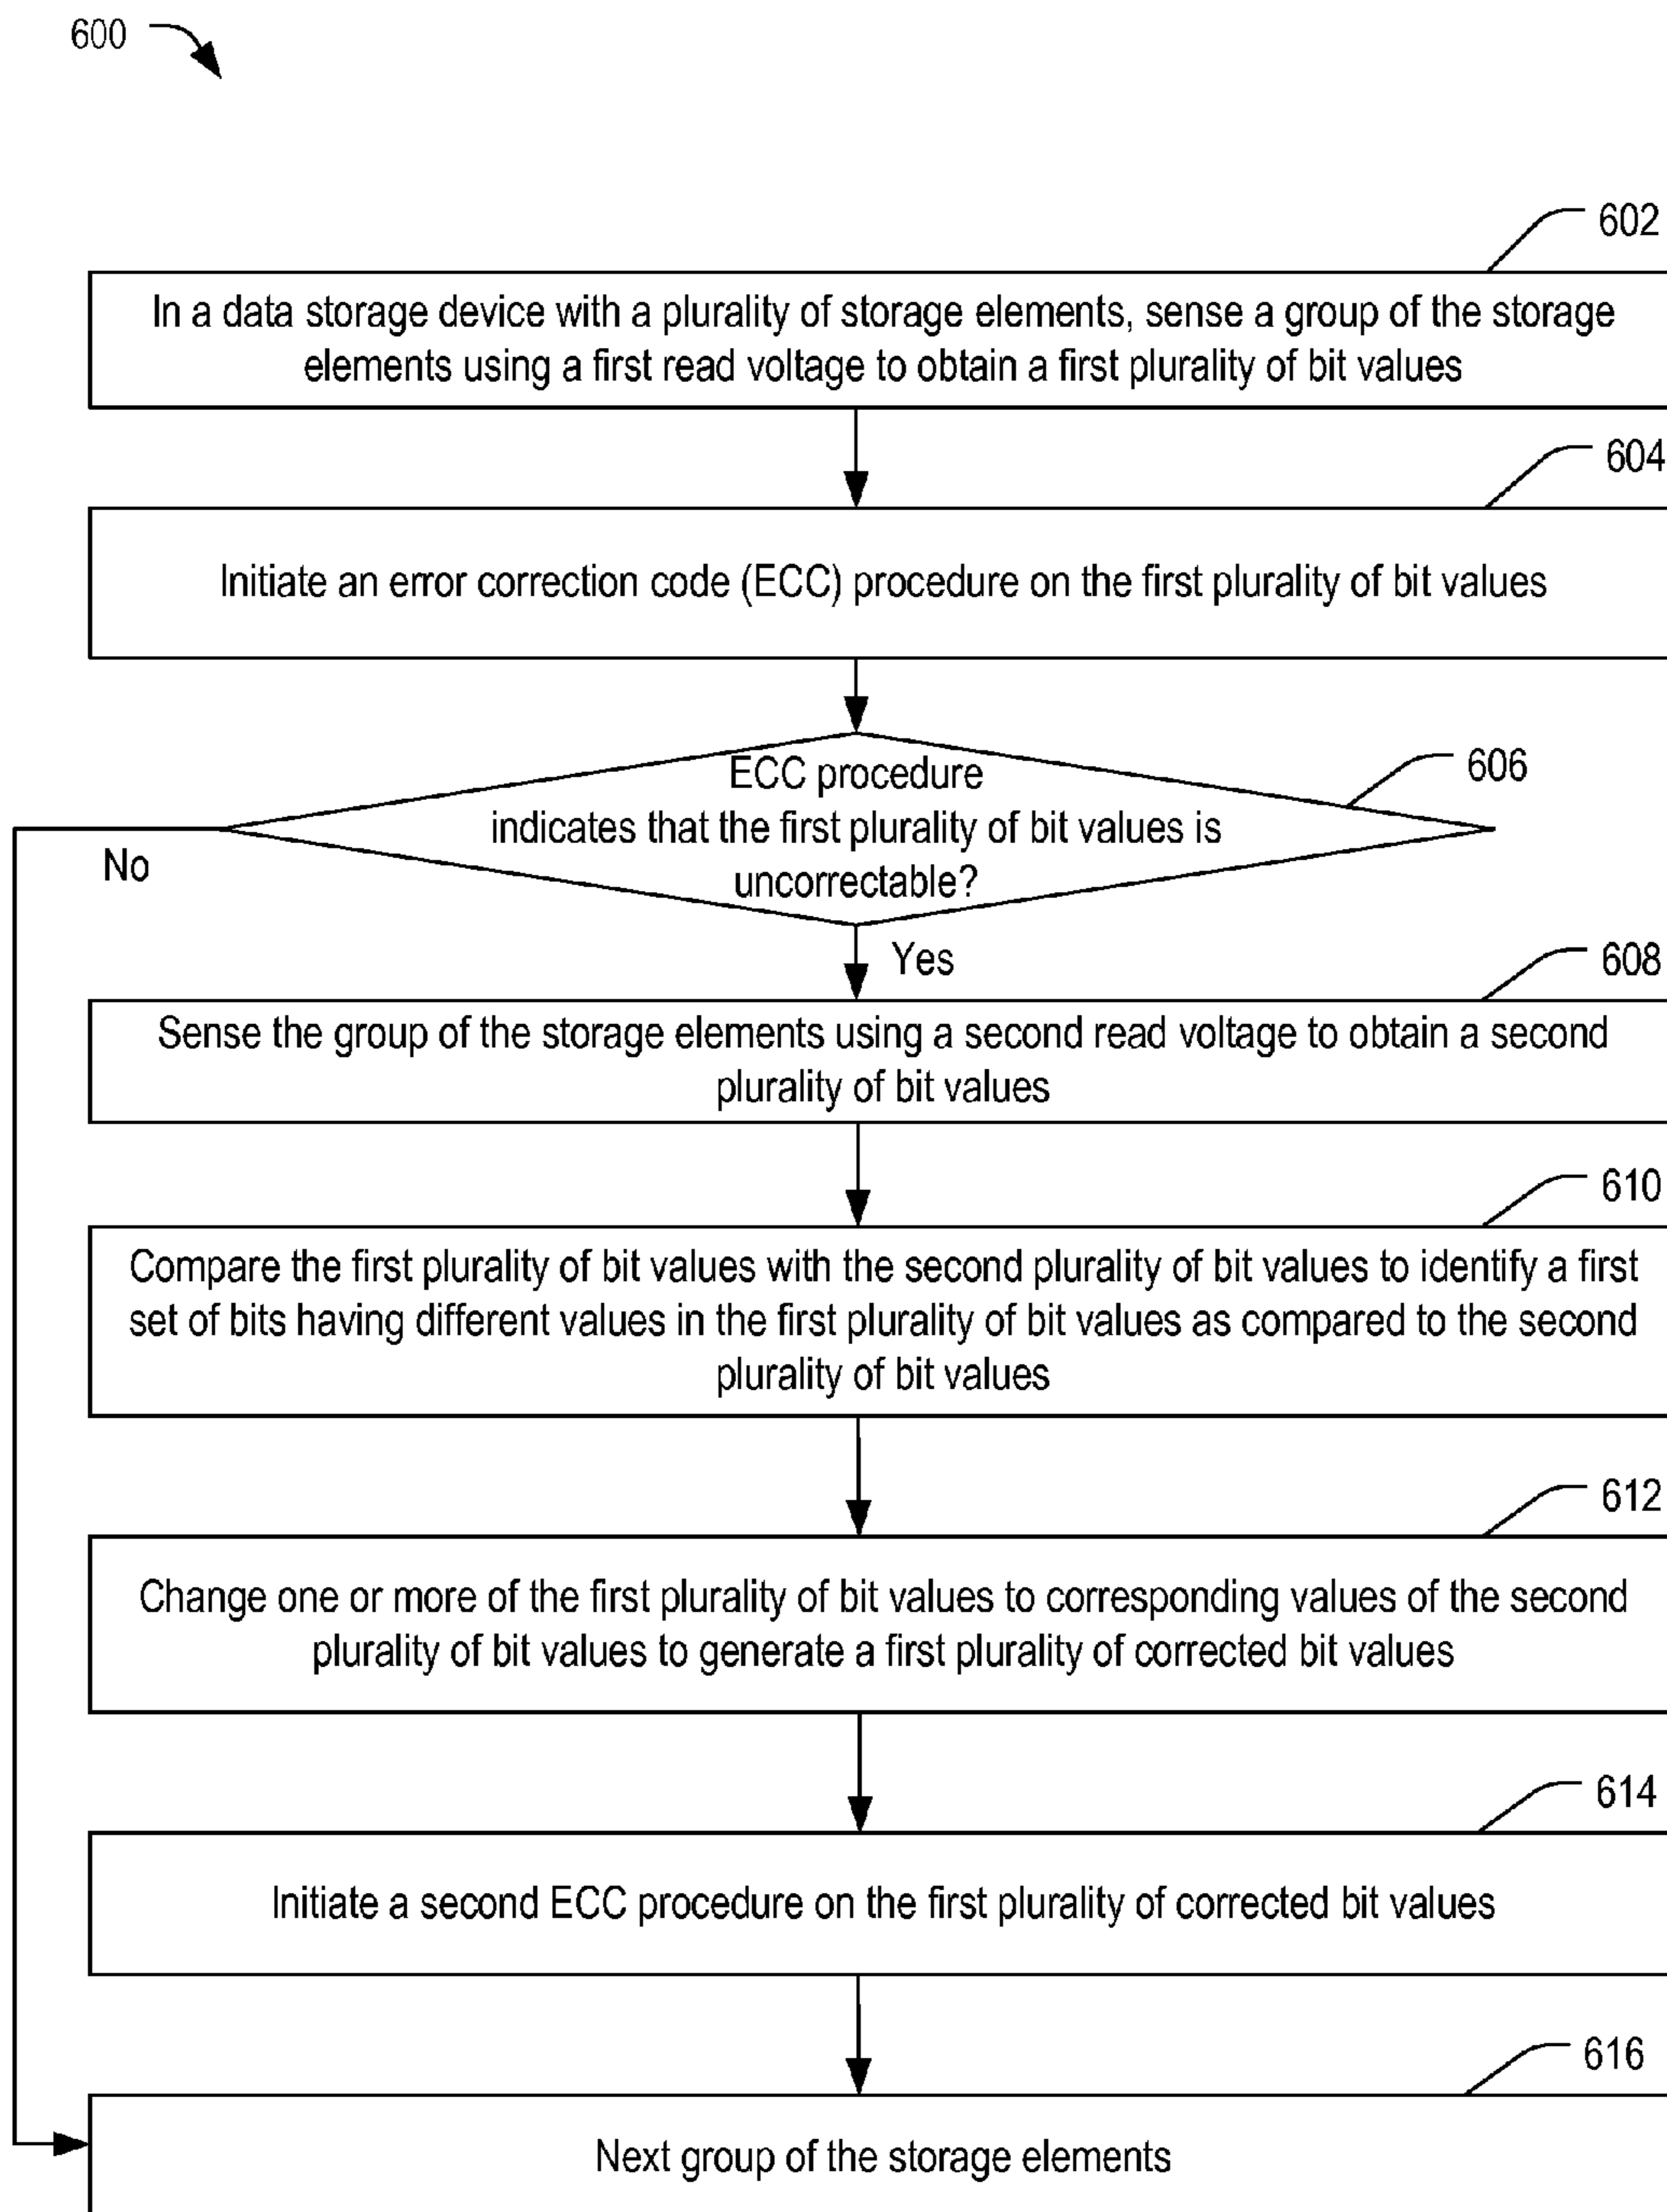 600
602
In a data storage device with a plurality of storage elements, sense a group of the storage
elements using a first read voltage to obtain a first plurality of bit values
604
Initiate an error correction code (ECC) procedure on the first plurality of bit values
606
ECC procedure
indicates that the first plurality of bit values is
uncorrectable?
No
Yes
608
Sense the group of the storage elements using a second read voltage to obtain a second
plurality of bit values
610
Compare the first plurality of bit values with the second plurality of bit values to identify a first
set of bits having different values in the first plurality of bit values as compared to the second
plurality of bit values
612
Change one or more of the first plurality of bit values to corresponding values of the second
plurality of bit values to generate a first plurality of corrected bit values
614
Initiate a second ECC procedure on the first plurality of corrected bit values
616
Next group of the storage elements